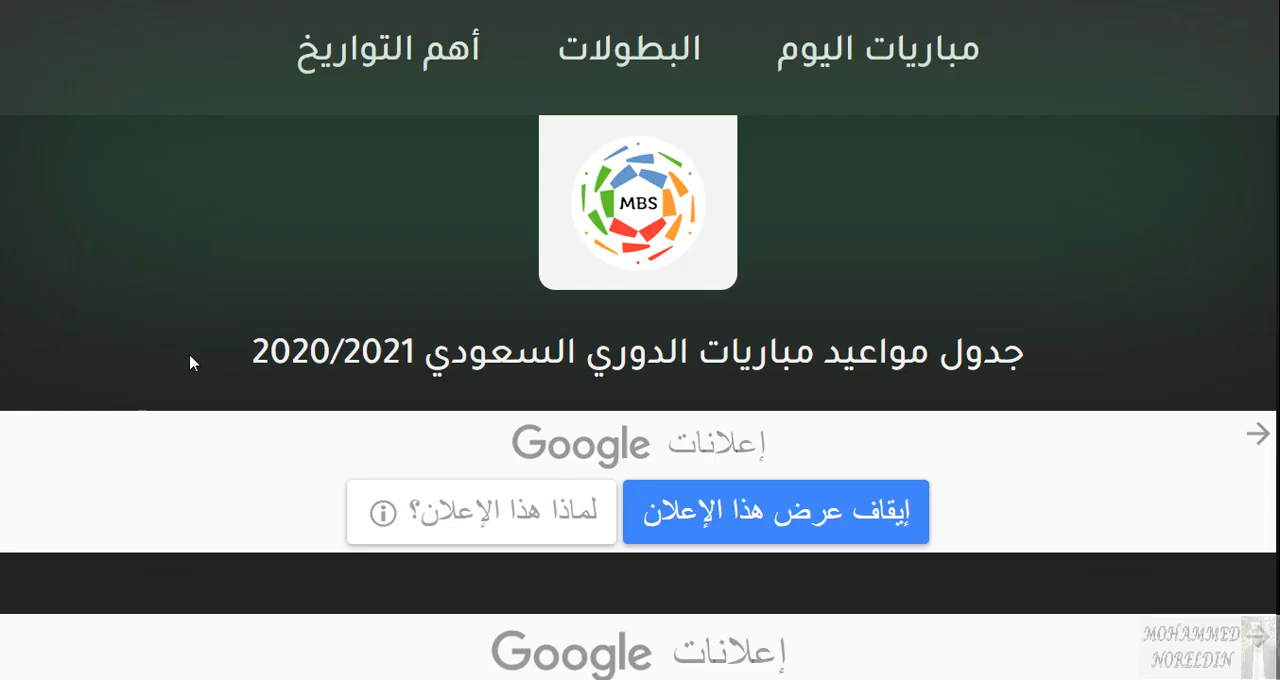 مباريات اليوم البطولات أهم التواريخ
MBS
جدول مواعيد مباريات الدوري السعودي 2020/2021
إعلانات Google
إيقاف عرض هذا الإعلان لماذا هذا الإعلان؟
إعلانات Google
MOHAMMED
NORELDIN